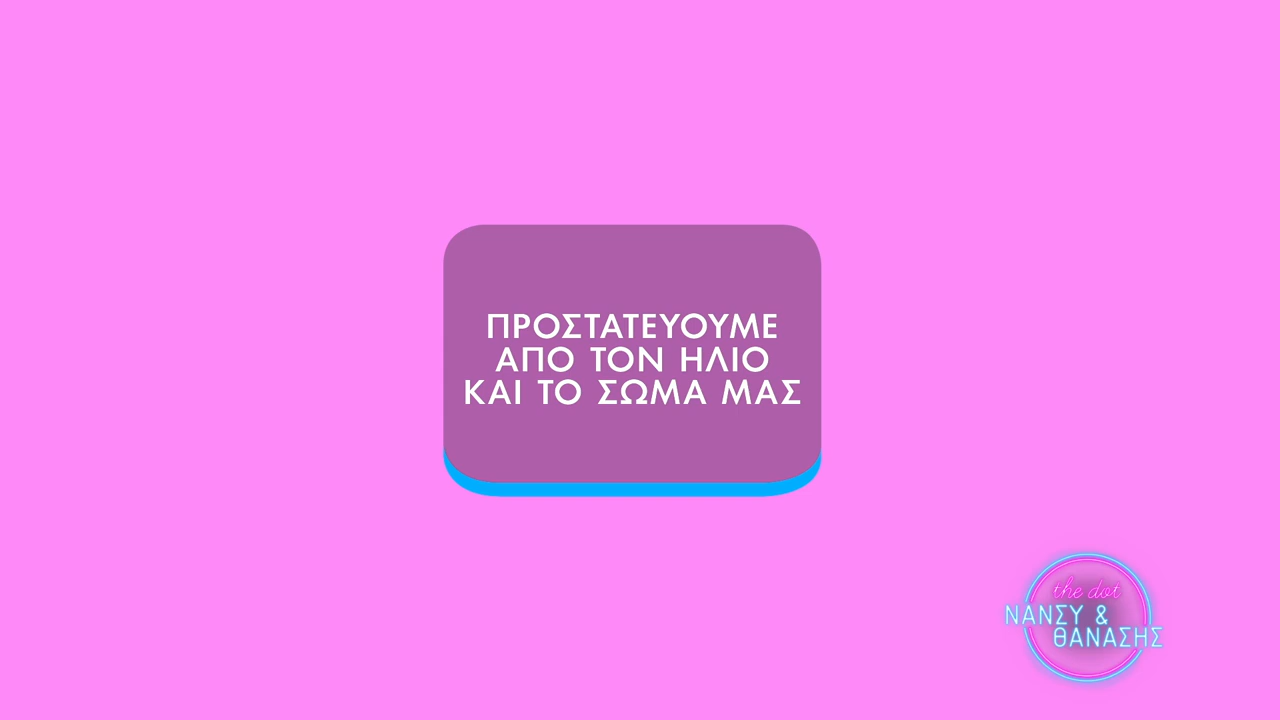 ΠΡΟΣΤΑΤΕΥΟΥΜΕ
ΑΠΟ ΤΟΝ ΗΛΙΟ
ΚΑΙ ΤΟ ΣΩΜΑ ΜΑΣ
the dot
ΝΑΝΣΥ &
ΘΑΝΑΣΗΣ